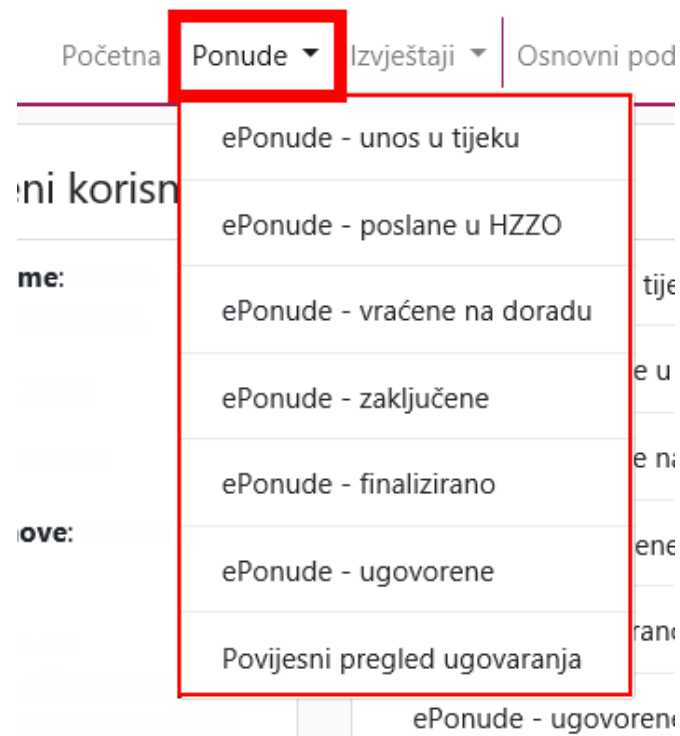 Početna Ponude Izvještaji Osnovni pod
ePonude - unos u tijeku
eni korisn
ePonude - poslane u HZZO
me:
tije
ePonude - vraćene na doradu
e u
ePonude - zaključene
e na
ePonude - finalizirano
ove:
ene
ePonude - ugovorene
rano
Povijesni pregled ugovaranja
ePonude - ugovorene